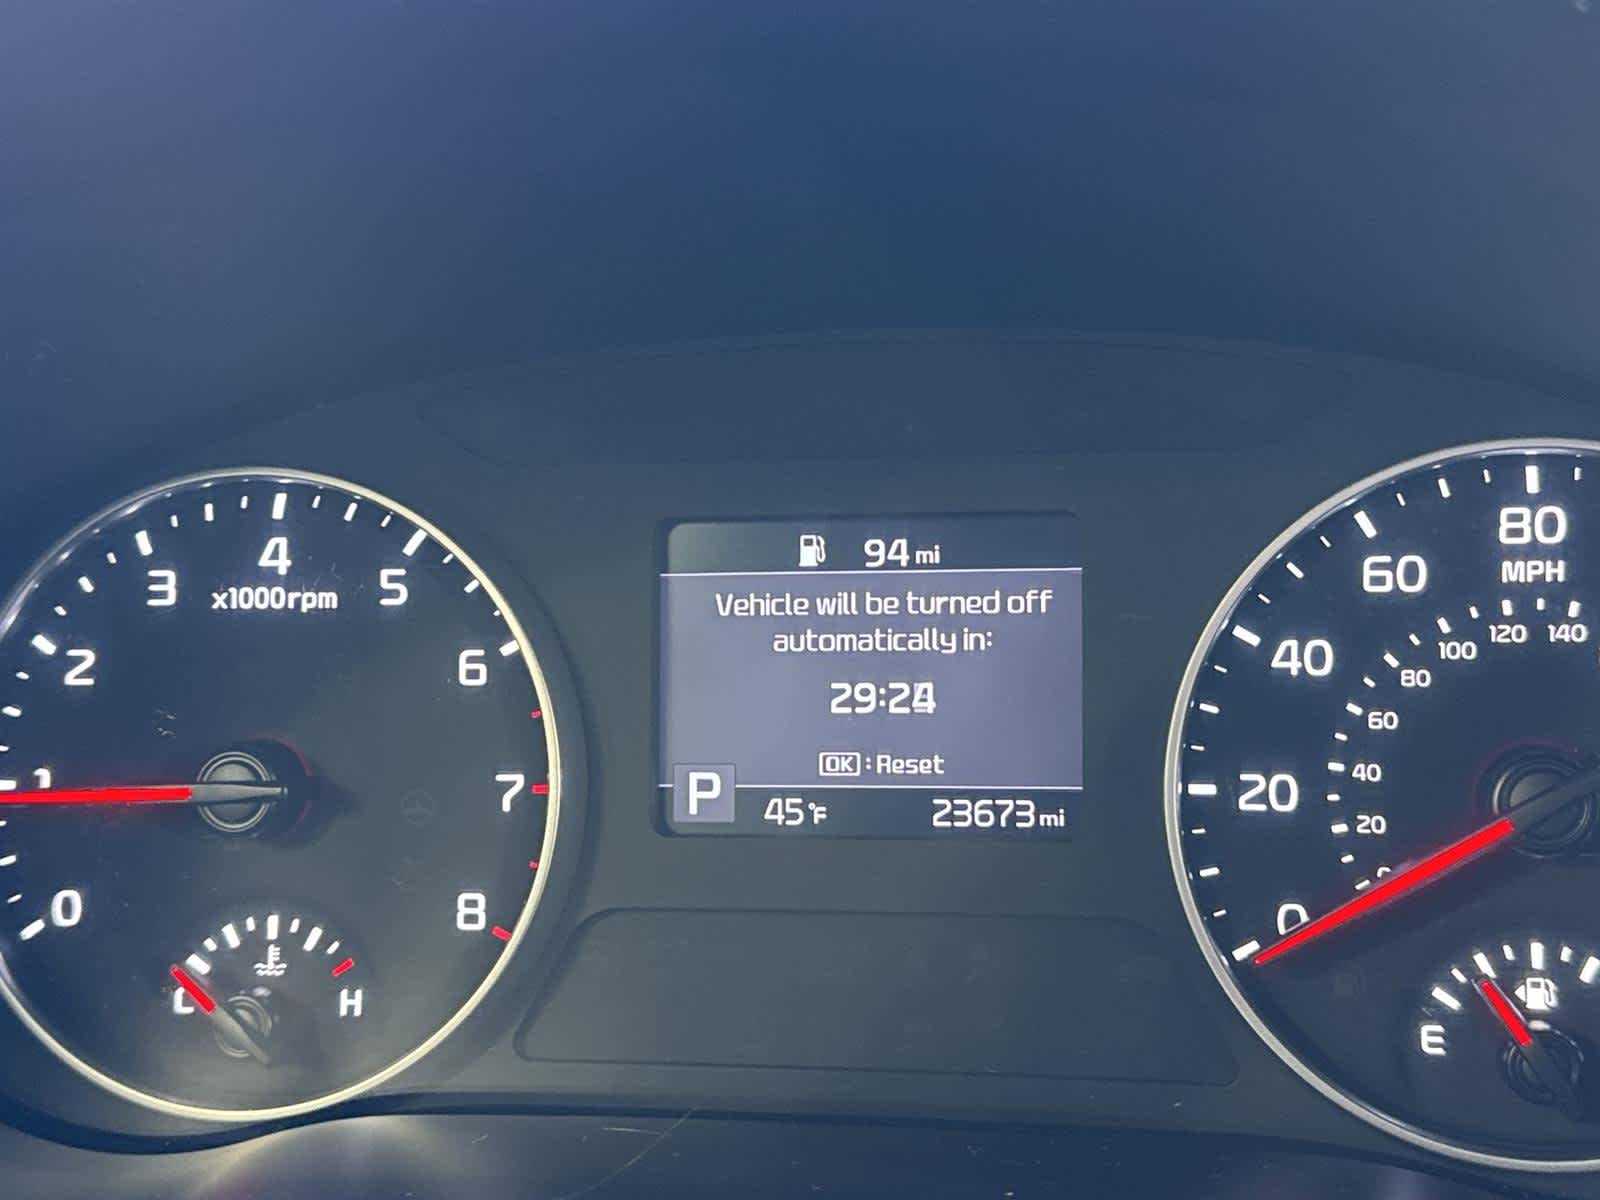 94 mi
Vehicle will be turned off
automatically in:
29:24
OK : Reset
P
45°F
23673 mi
0
1
2
3
4
5
6
7
8
x1000rpm
C
H
0
20
40
60
80
MPH
0
20
40
60
80
100
120
140
E